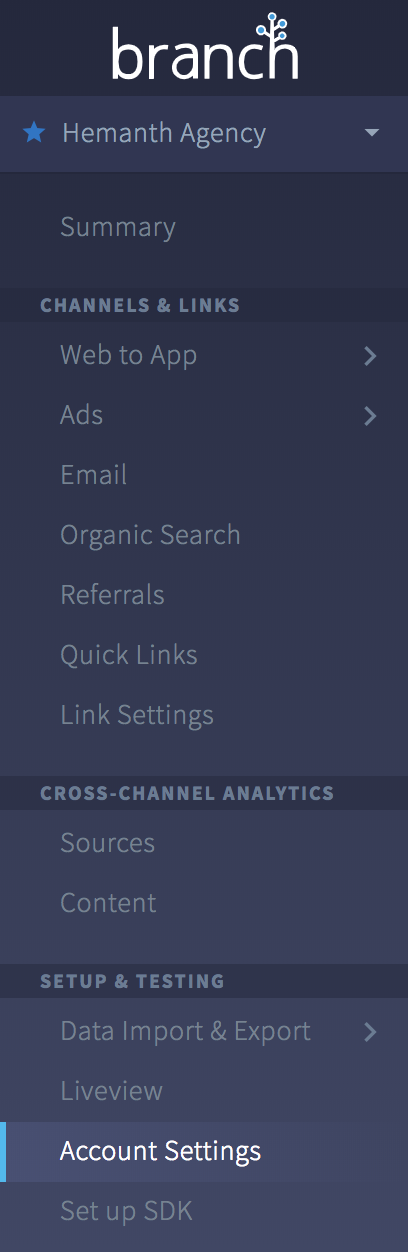 branch
Hemanth Agency
Summary
CHANNELS & LINKS
Web to App
Ads
Email
Organic Search
Referrals
Quick Links
Link Settings
CROSS-CHANNEL ANALYTICS
Sources
Content
SETUP & TESTING
Data Import & Export
Liveview
Account Settings
Set up SDK